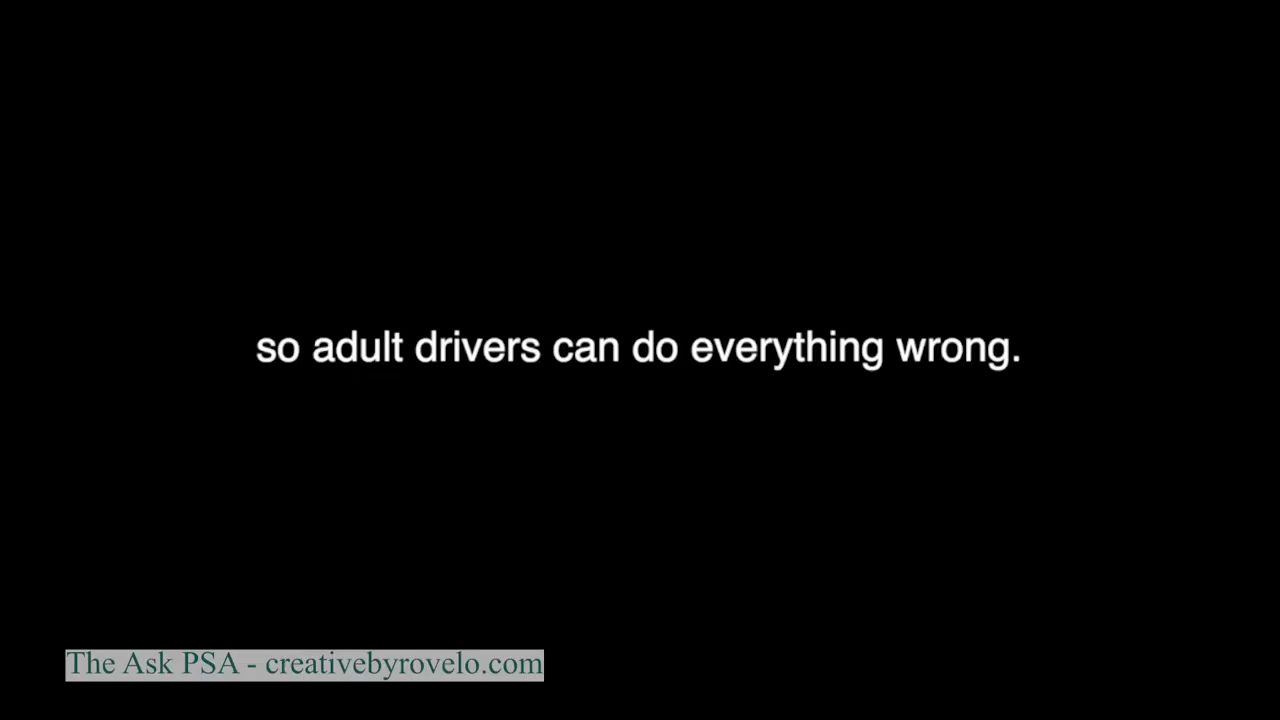 so adult drivers can do everything wrong.
The Ask PSA - creativebyrovelo.com